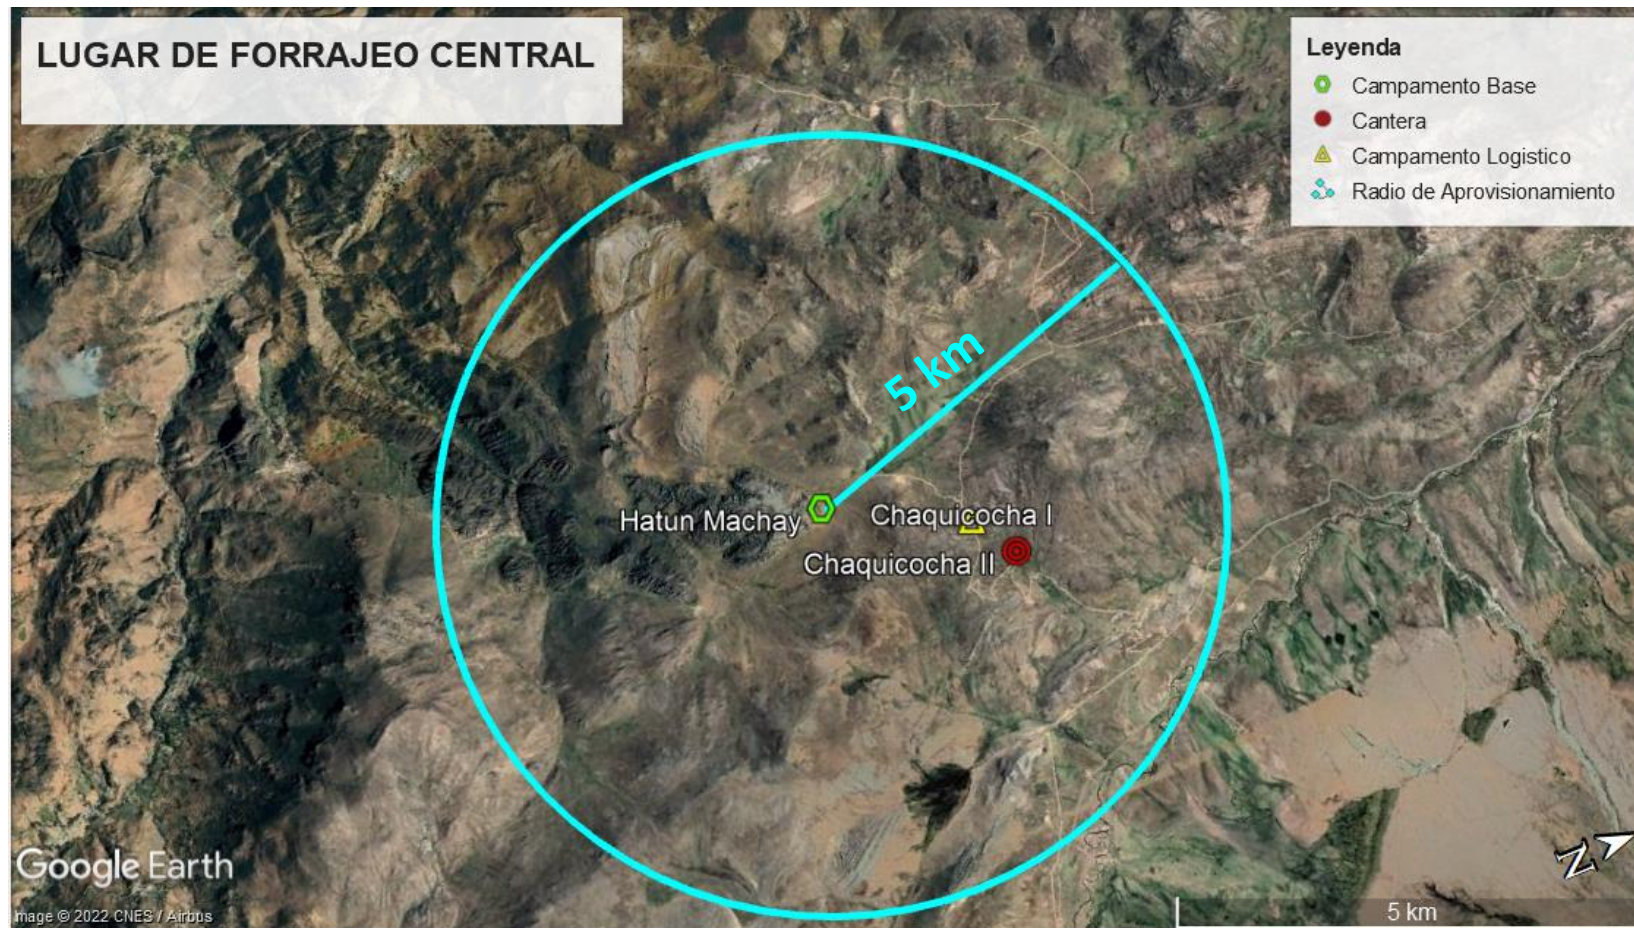 LUGAR DE FORRAJEO CENTRAL
Leyenda
Campamento Base
Cantera
Campamento Logistico
Radio de Aprovisionamiento
5 km
Hatun Machay
Chaquicocha I
Chaquicocha II
Google Earth
N
mage © 2022 CNES / Airbus
5 km